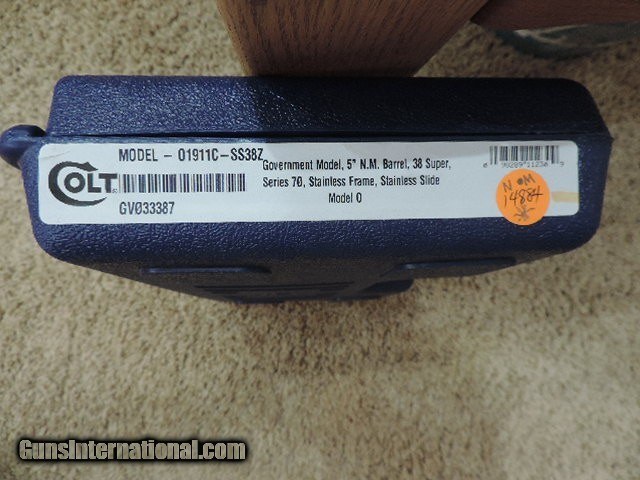 COLT
MODEL - O1911C-SS38Z
GVØ33387
Government Model, 5" N.M. Barrel, 38 Super,
Series 7Ø, Stainless Frame, Stainless Slide
Model O
N M
14884
GunsInternational.com